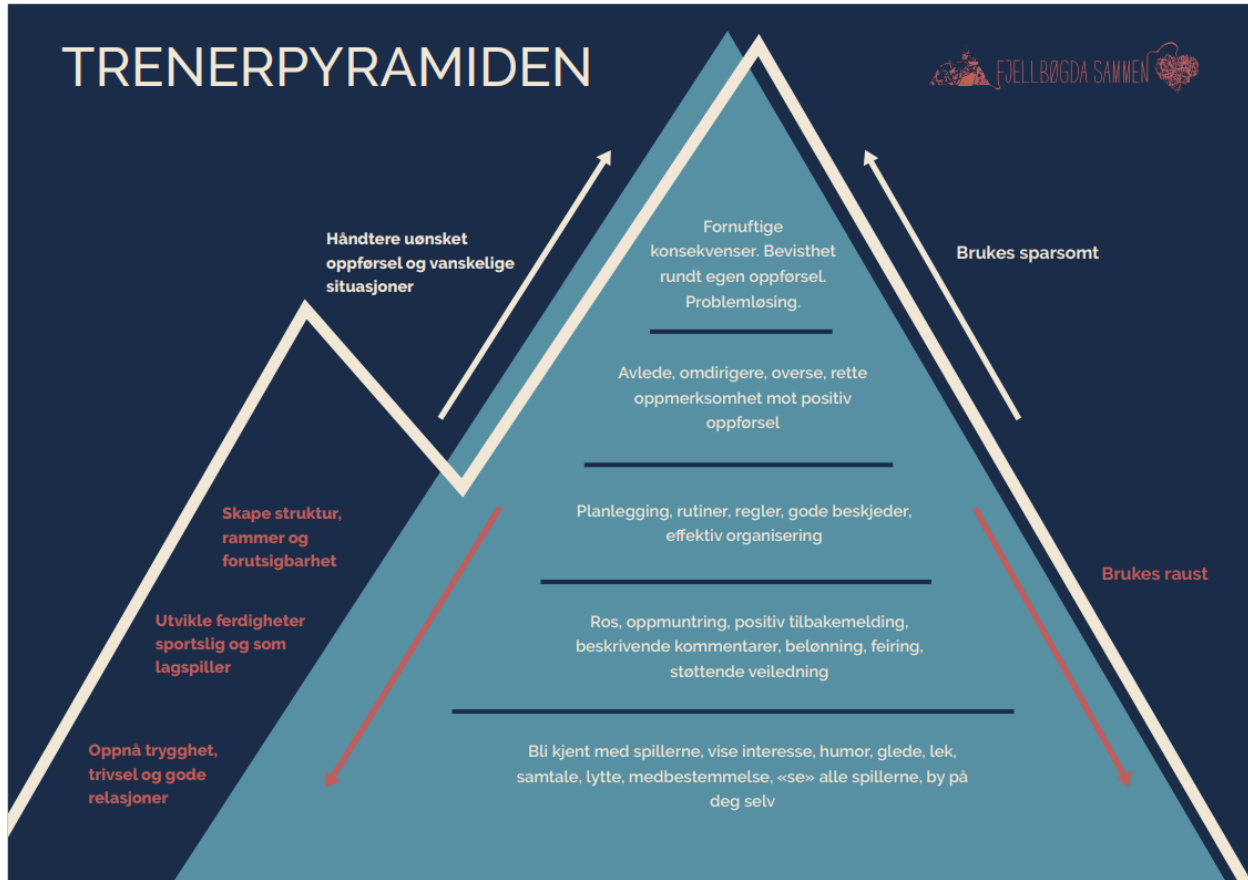 TRENERPYRAMIDEN
FJELLBØGDA SAMMEN
Håndtere uønsket
oppførsel og vanskelige
situasjoner
Fornuftige
konsekvenser. Bevisthet
rundt egen oppførsel.
Problemløsing.
Brukes sparsomt
Avlede, omdirigere, overse, rette
oppmerksomhet mot positiv
oppførsel
Skape struktur,
rammer og
forutsigbarhet
Planlegging, rutiner, regler, gode beskjeder,
effektiv organisering
Brukes raust
Utvikle ferdigheter
sportslig og som
lagspiller
Ros, oppmuntring, positiv tilbakemelding,
beskrivende kommentarer, belønning, feiring,
støttende veiledning
Oppnå trygghet,
trivsel og gode
relasjoner
Bli kjent med spillerne, vise interesse, humor, glede, lek,
samtale, lytte, medbestemmelse, «se» alle spillerne, by på
deg selv